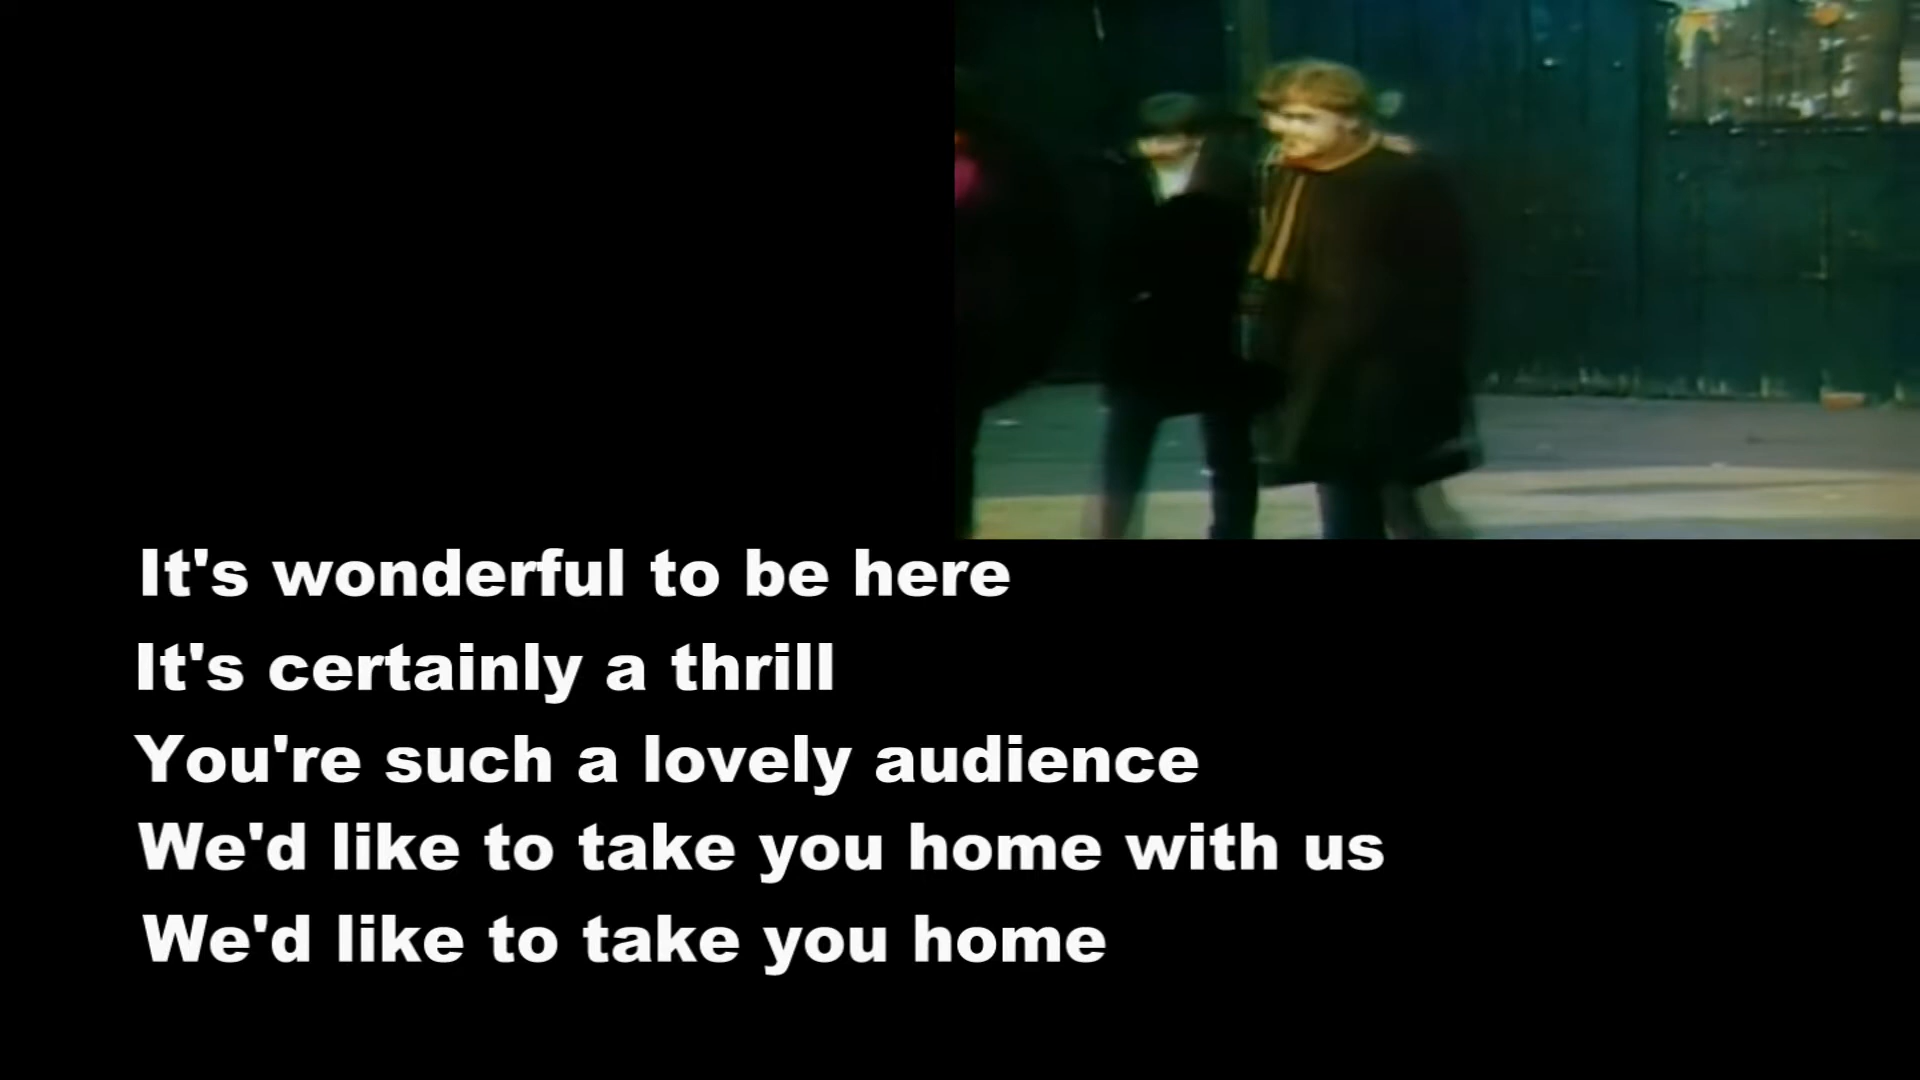 It's wonderful to be here
It's certainly a thrill
You're such a lovely audience
We'd like to take you home with us
We'd like to take you home